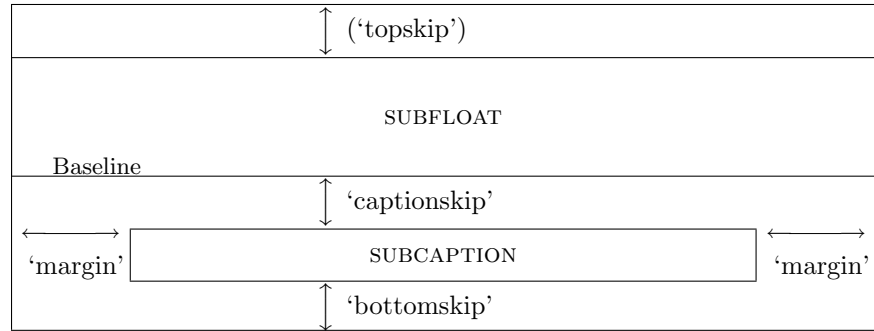 (‘topskip’)
SUBFLOAT
Baseline
‘captionskip’
SUBCAPTION
‘margin’ ‘margin’
‘bottomskip’